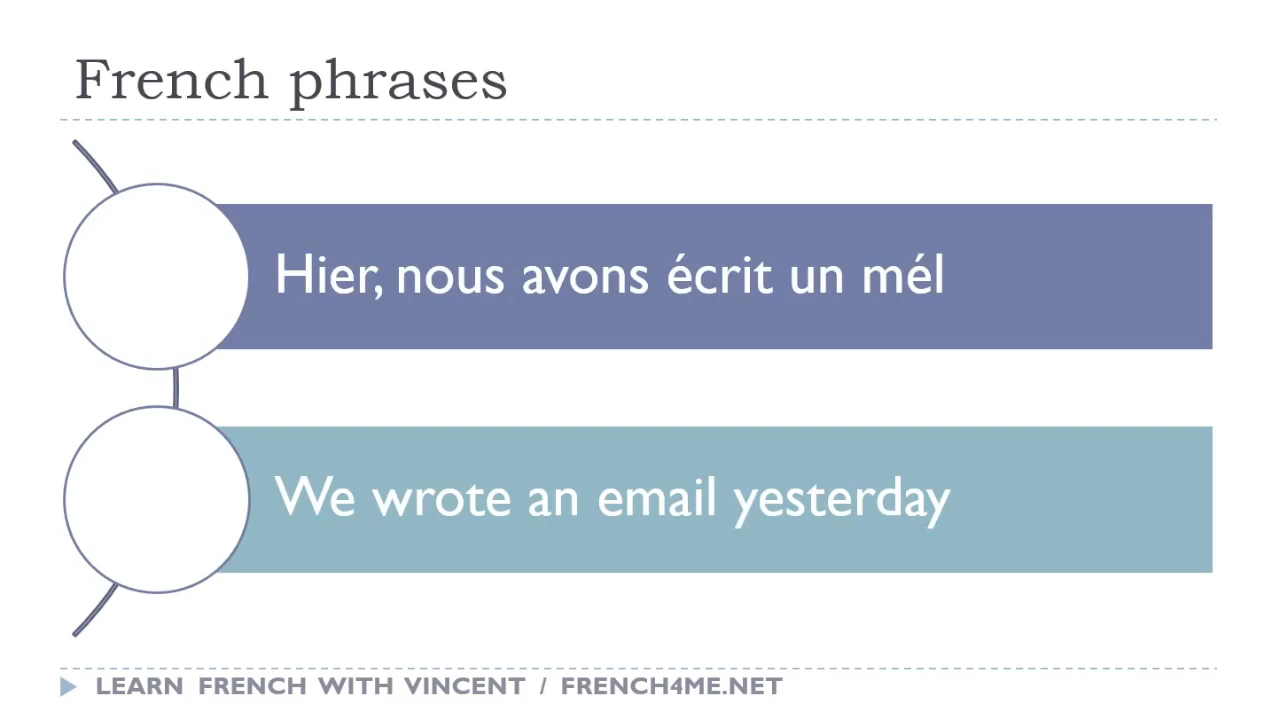 French phrases
Hier, nous avons écrit un mél
We wrote an email yesterday
LEARN FRENCH WITH VINCENT / FRENCH4ME.NET